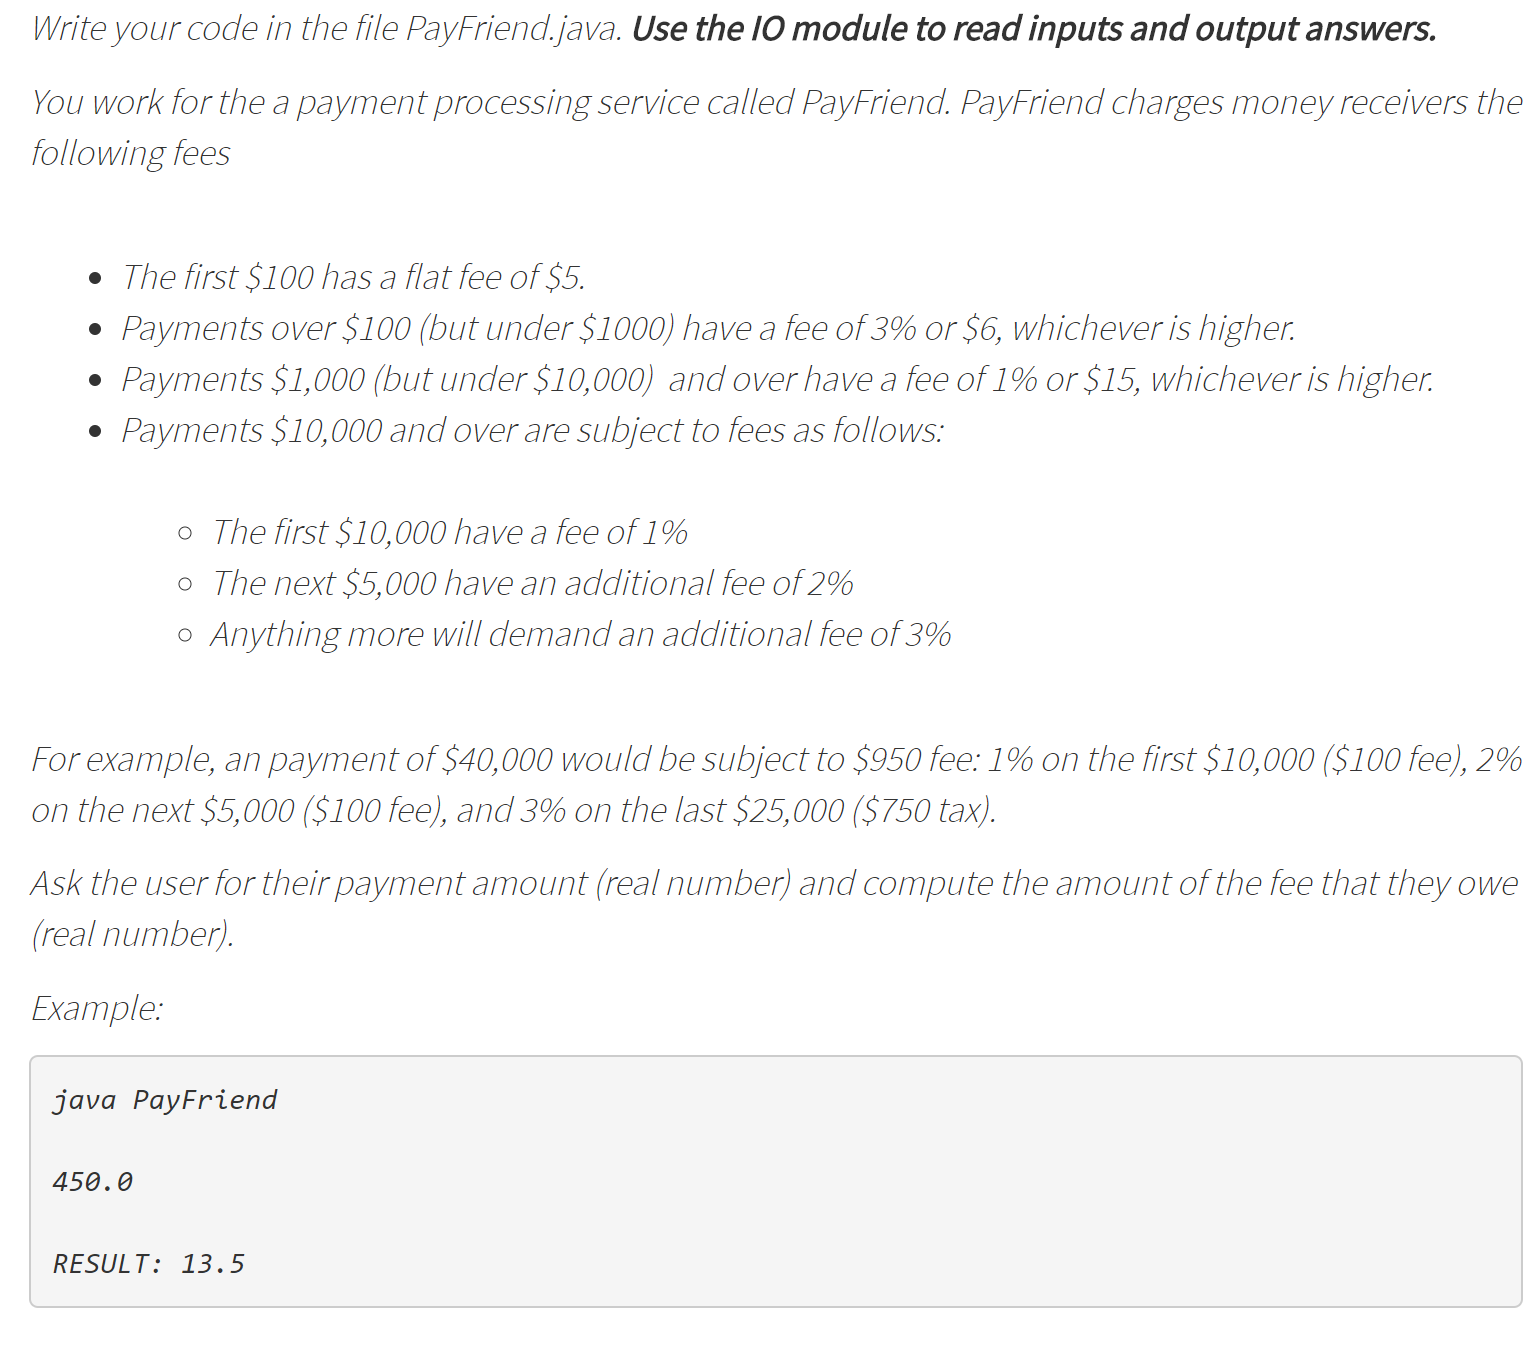 Write your code in the file PayFriend.java. Use the IO module to read inputs and output answers.
You work for the a payment processing service called PayFriend. PayFriend charges money receivers the
following fees
• The first $100 has a flat fee of $5.
• Payments over $100 (but under $1000) have a fee of 3% or $6, whichever is higher.
• Payments $1,000 (but under $10,000)  and over have a fee of 1% or $15, whichever is higher.
• Payments $10,000 and over are subject to fees as follows:
○ The first $10,000 have a fee of 1%
○ The next $5,000 have an additional fee of 2%
○ Anything more will demand an additional fee of 3%
For example, an payment of $40,000 would be subject to $950 fee: 1% on the first $10,000 ($100 fee), 2%
on the next $5,000 ($100 fee), and 3% on the last $25,000 ($750 tax).
Ask the user for their payment amount (real number) and compute the amount of the fee that they owe
(real number).
Example:
java PayFriend
450.0
RESULT: 13.5